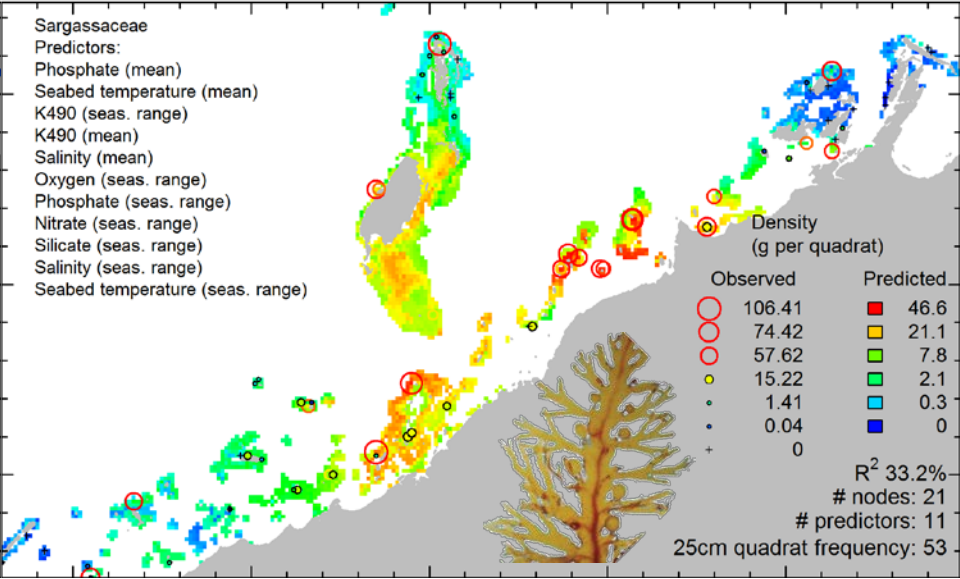 Sargassaceae
Predictors:
Phosphate (mean)
Seabed temperature (mean)
K490 (seas. range)
K490 (mean)
Salinity (mean)
Oxygen (seas. range)
Phosphate (seas. range)
Nitrate (seas. range)
Silicate (seas. range)
Salinity (seas. range)
Seabed temperature (seas. range)
Density
(g per quadrat)
Observed Predicted
106.41 46.6
74.42 21.1
57.62 7.8
15.22 2.1
1.41 0.3
0.04 0
0
R² 33.2%
# nodes: 21
# predictors: 11
25cm quadrat frequency: 53